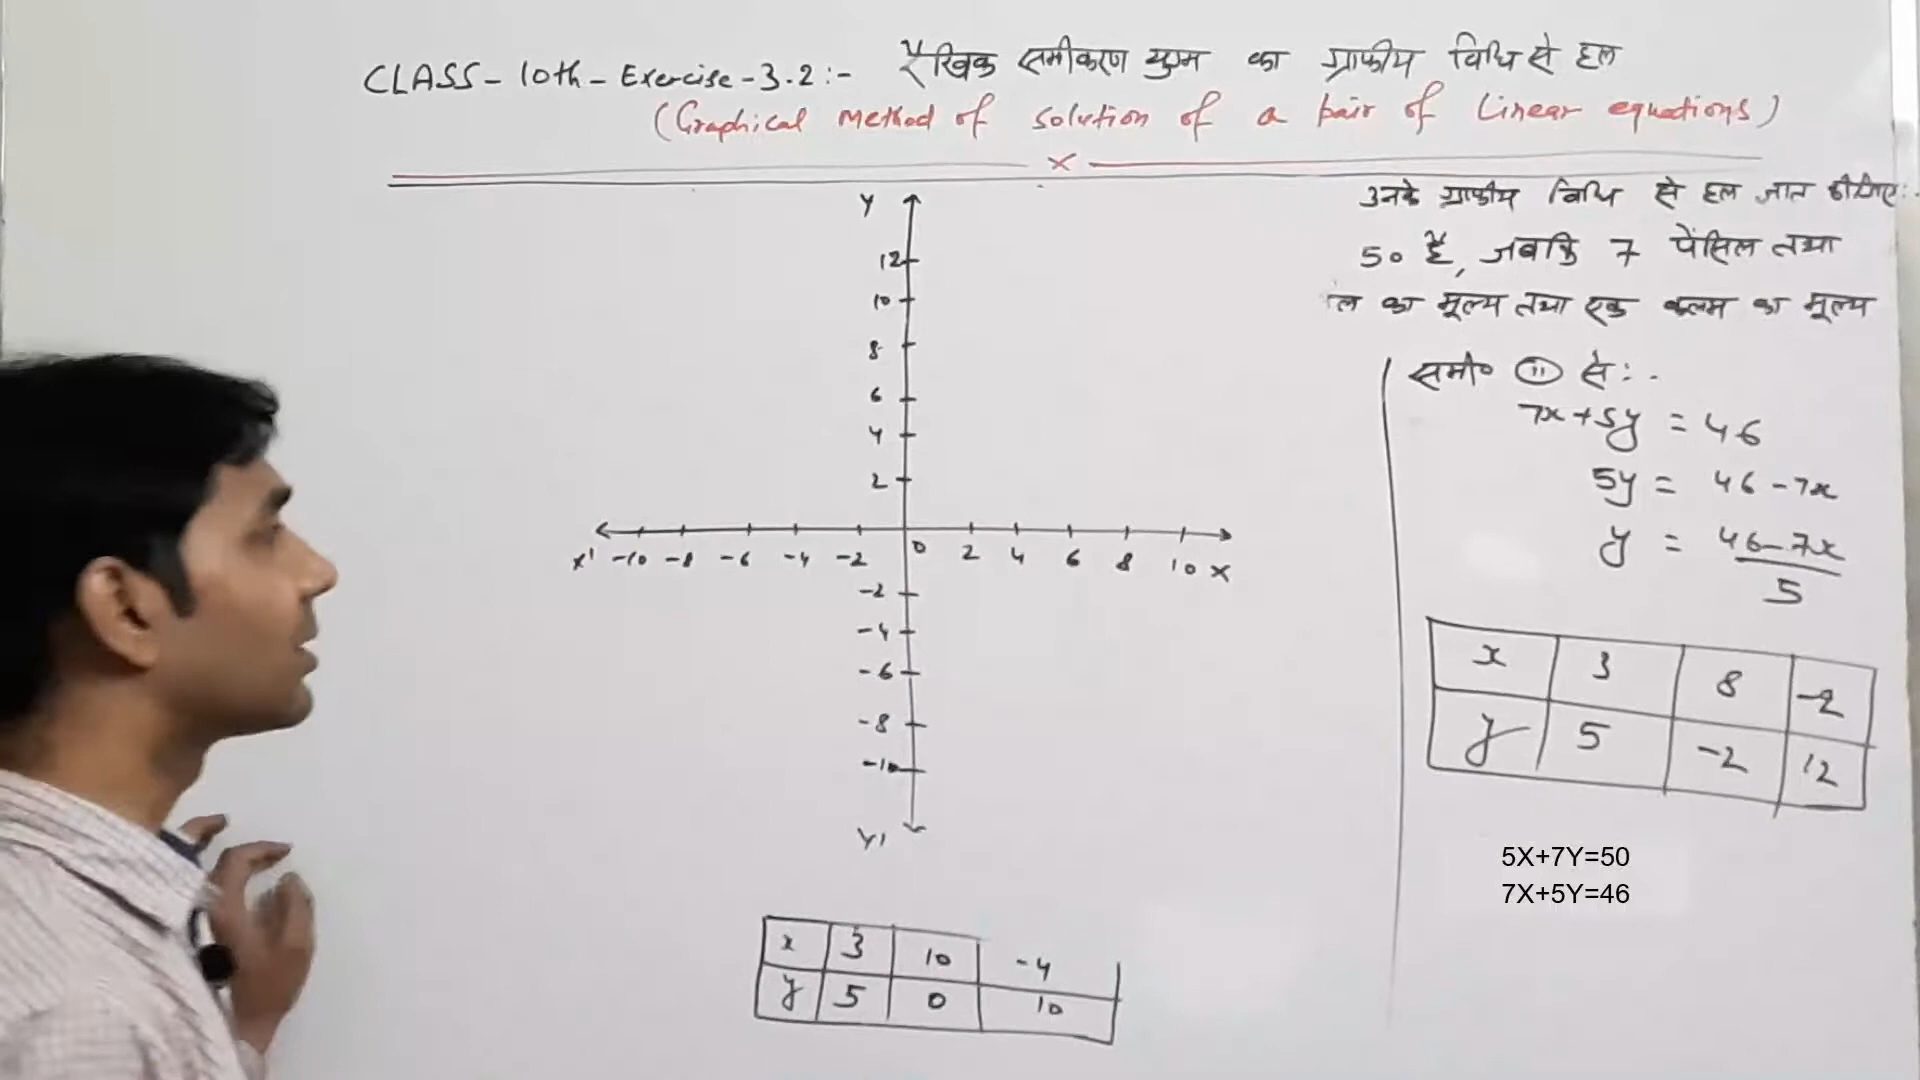 CLASS-10th-Exercise-3.2:- रैखिक समीकरण युग्म का ग्राफीय विधि से हल
(Graphical method of solution of a pair of Linear equations)
x
उनके ग्राफीय विधि से हल ज्ञात कीजिए:-
50 है, जबकि 7 पेंसिल तथा
ल का मूल्य तथा एक कलम का मूल्य
समी० (ii) से:-
7x+5y = 46
5y = 46-7x
y = 46-7x
5
x 3 8 -2
y 5 -2 12
5X+7Y=50
7X+5Y=46
Y
12
10
8
6
4
2
X' -10 -8 -6 -4 -2 0 2 4 6 8 10 X
-2
-4
-6
-8
-10
Y'
x 3 10 -4
y 5 0 10